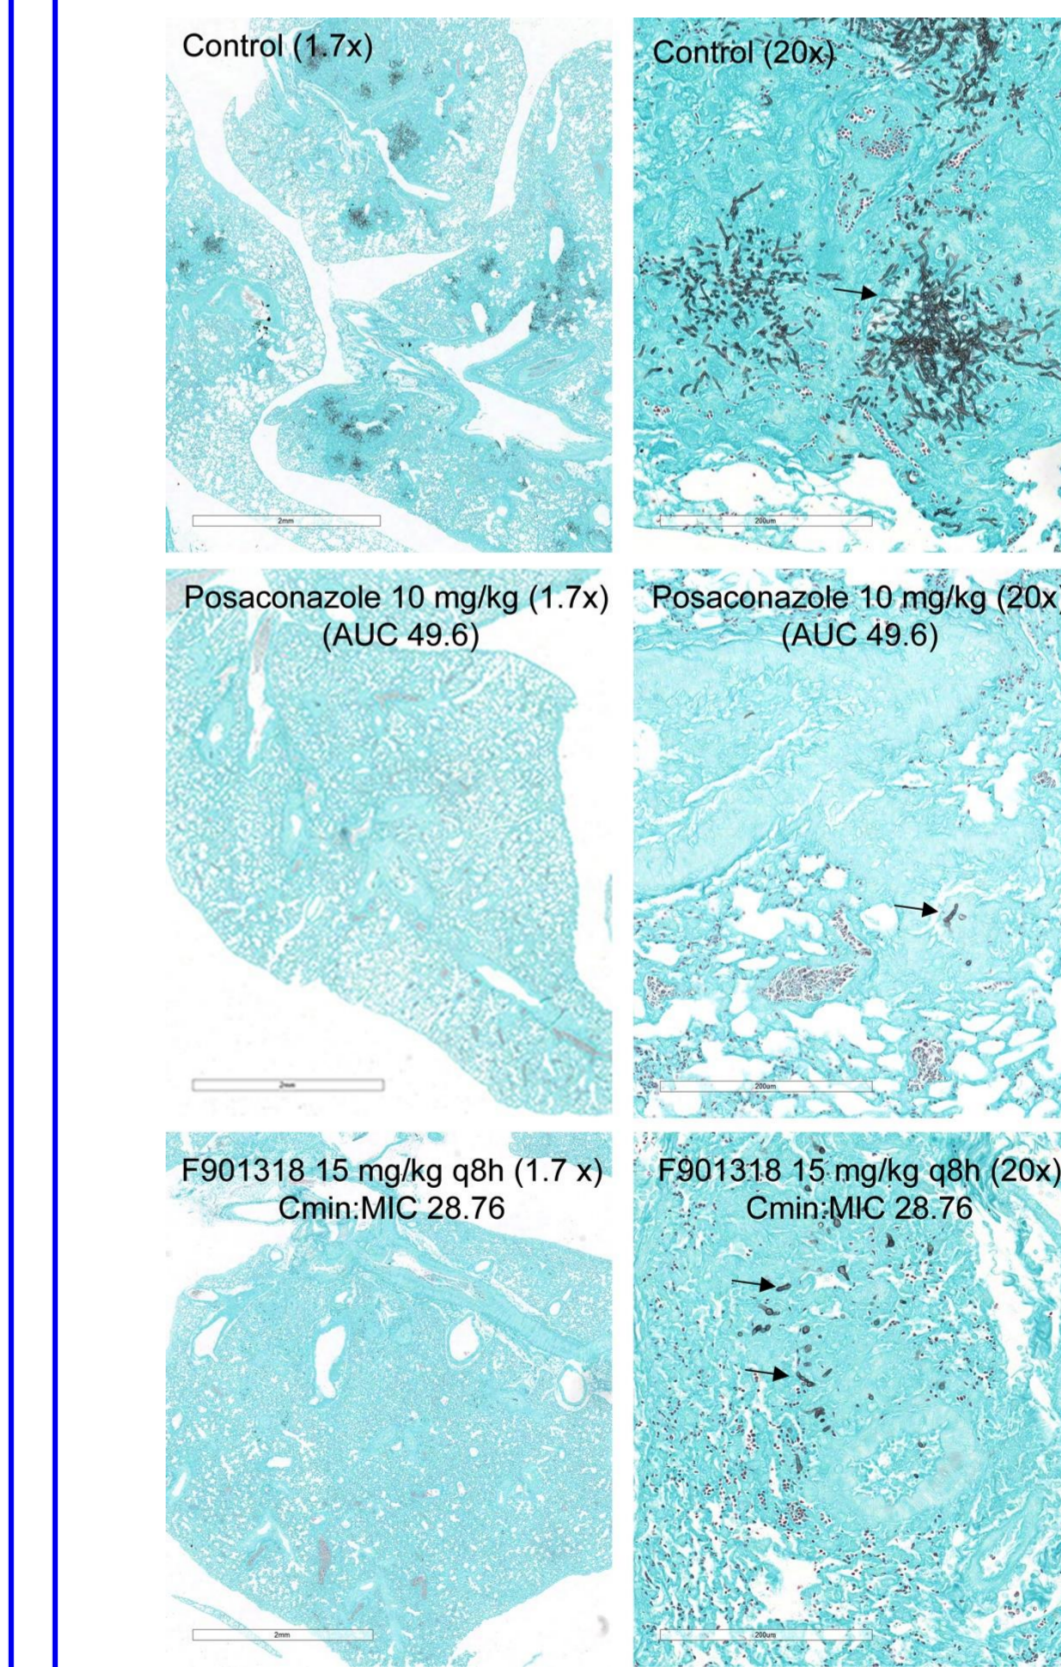 Control (1.7x)
Control (20x)
2mm
200um
Posaconazole 10 mg/kg (1.7x)
(AUC 49.6)
Posaconazole 10 mg/kg (20x
(AUC 49.6)
2mm
200um
F901318 15 mg/kg q8h (1.7 x)
Cmin:MIC 28.76
F901318 15 mg/kg q8h (20x)
Cmin:MIC 28.76
2mm
200um